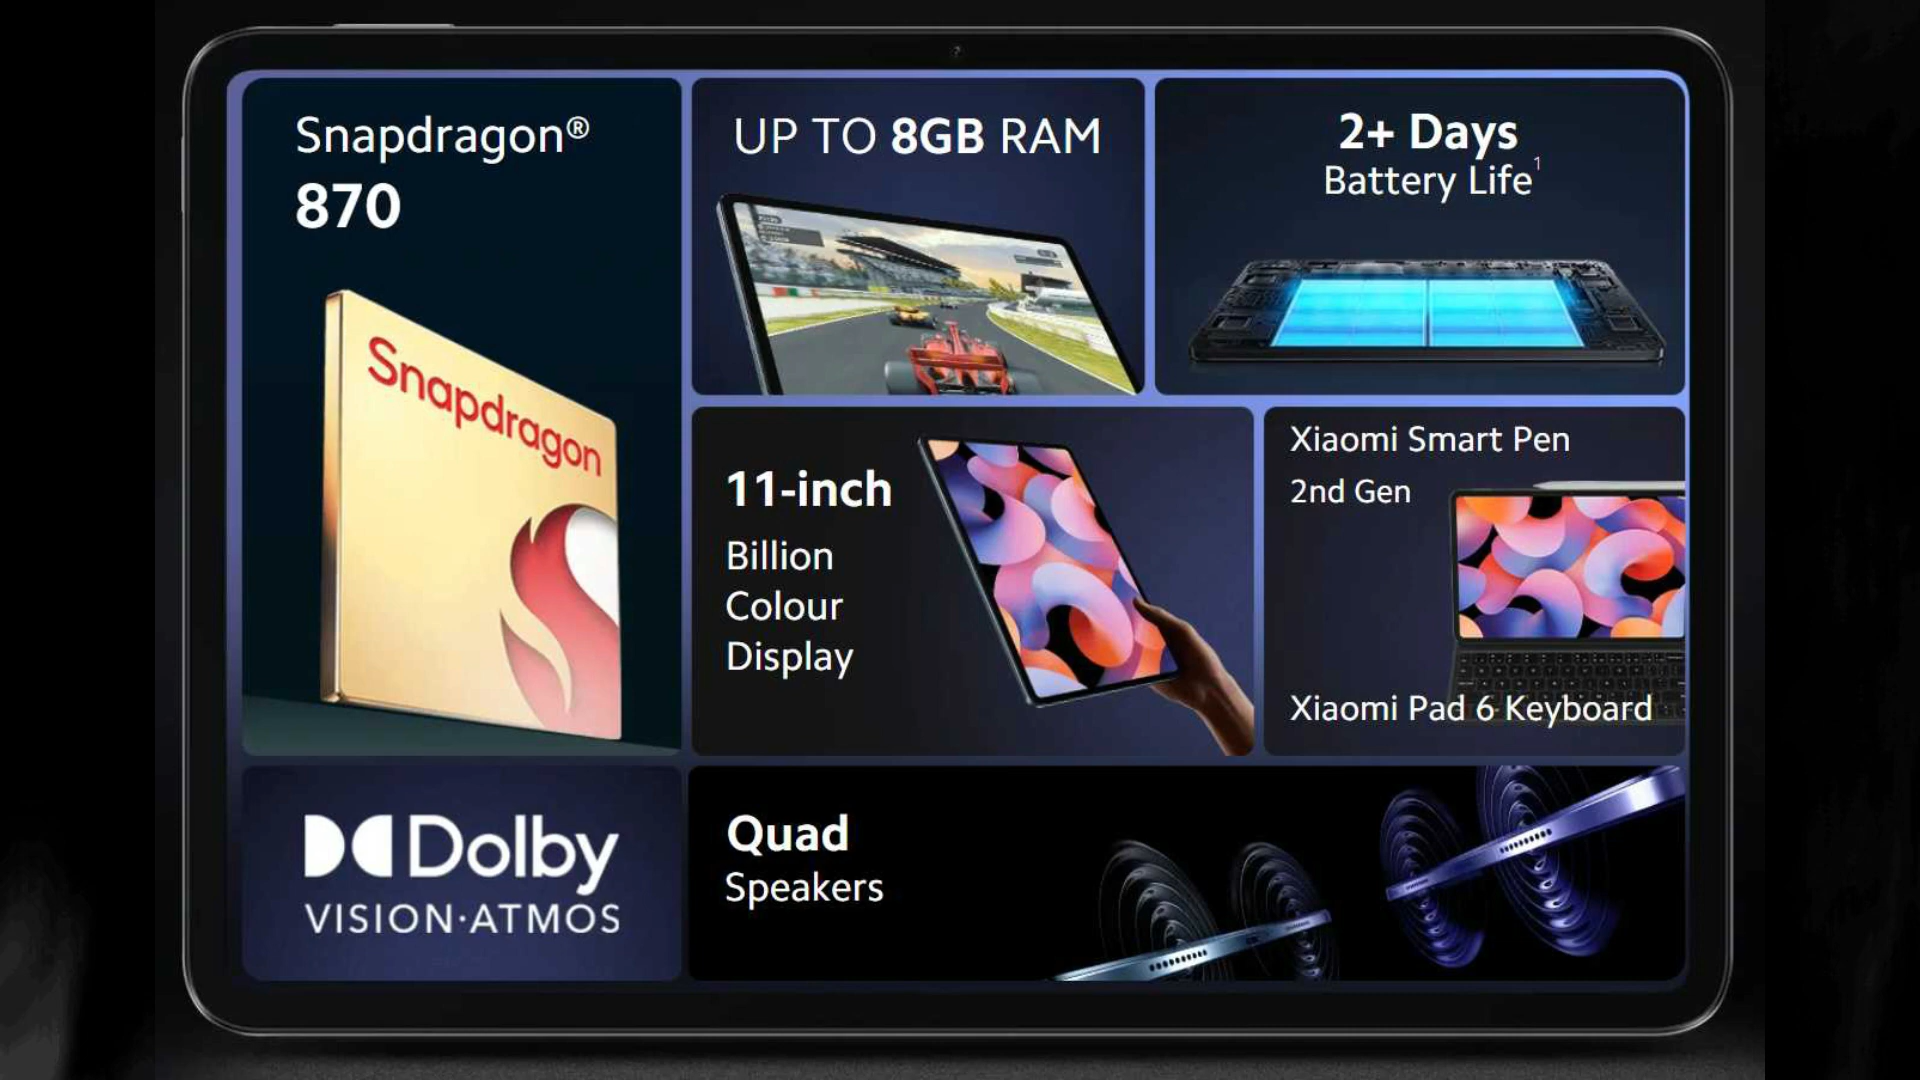 Snapdragon®
870
Snapdragon
UP TO 8GB RAM
2+ Days
Battery Life¹
11-inch
Billion
Colour
Display
Xiaomi Smart Pen
2nd Gen
Xiaomi Pad 6 Keyboard
Dolby
VISION·ATMOS
Quad
Speakers